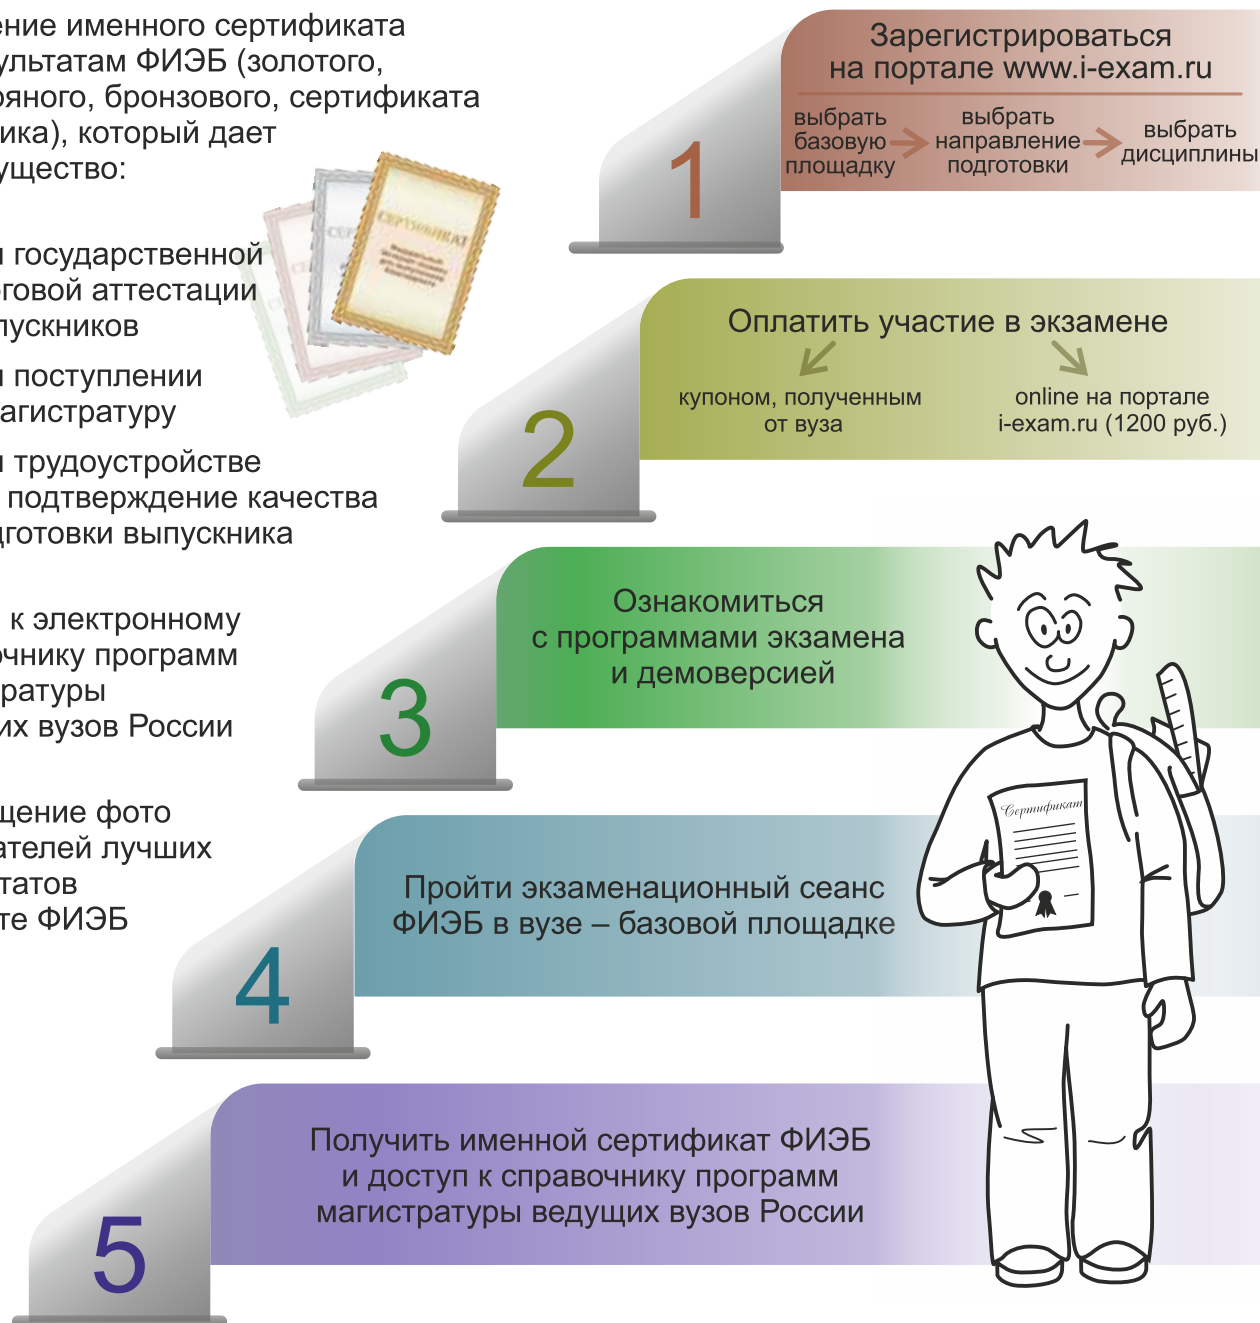 ение именного сертификата
ультатам ФИЭБ (золотого,
ряного, бронзового, сертификата
ика), который дает
ущество:
СЕРТИФИКАТ
и государственной
оговой аттестации
пускников
и поступлении
агистратуру
и трудоустройстве
подтверждение качества
дготовки выпускника
к электронному
очнику программ
ратуры
их вузов России
щение фото
ателей лучших
татов
те ФИЭБ
1
Зарегистрироваться
на портале www.i-exam.ru
выбрать
базовую
площадку
выбрать
направление
подготовки
выбрать
дисциплины
2
Оплатить участие в экзамене
купоном, полученным
от вуза
online на портале
i-exam.ru (1200 руб.)
3
Ознакомиться
с программами экзамена
и демоверсией
Сертификат
4
Пройти экзаменационный сеанс
ФИЭБ в вузе – базовой площадке
5
Получить именной сертификат ФИЭБ
и доступ к справочнику программ
магистратуры ведущих вузов России